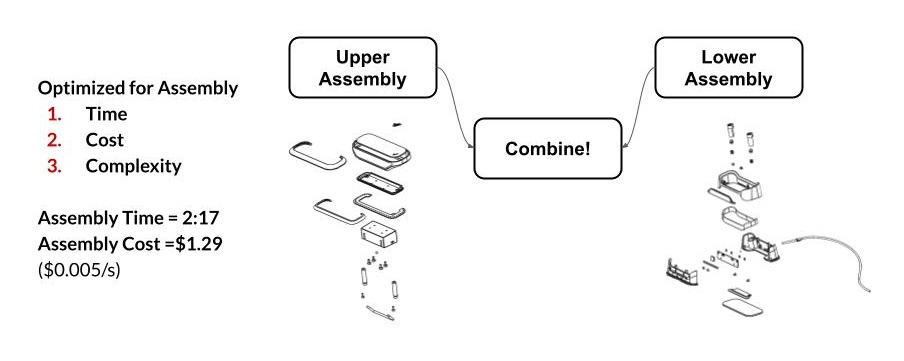 Optimized for Assembly
1. Time
2. Cost
3. Complexity
Assembly Time = 2:17
Assembly Cost =$1.29
($0.005/s)
Upper
Assembly
Combine!
Lower
Assembly